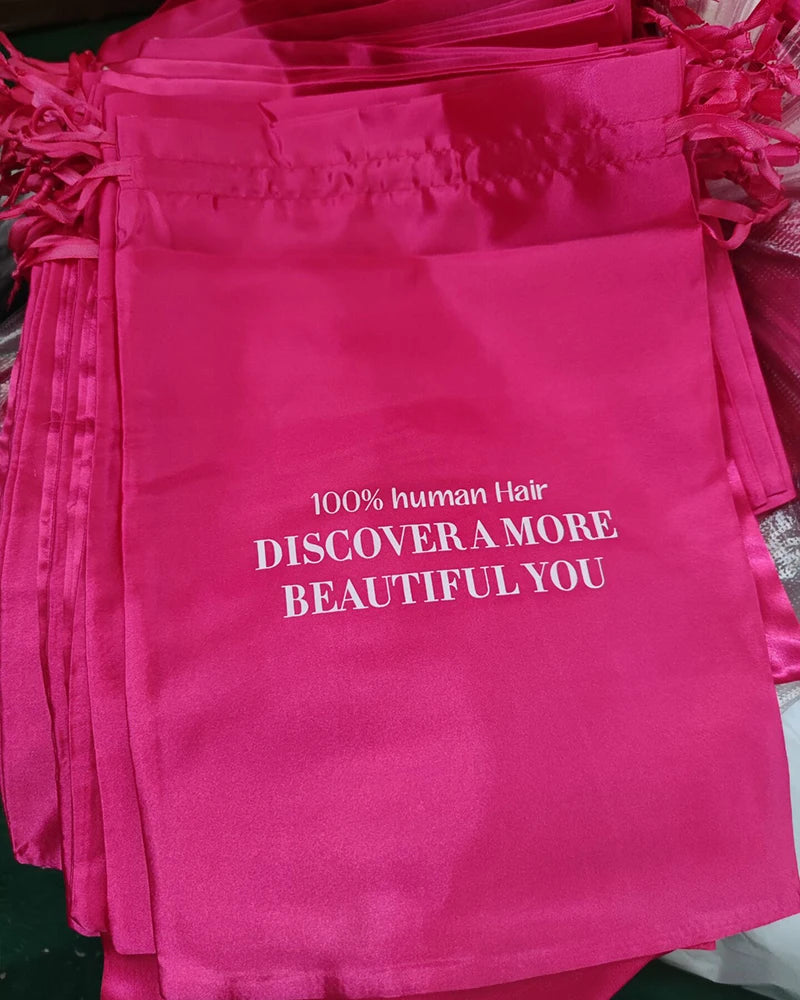 100% human Hair
DISCOVER A MORE
BEAUTIFUL YOU